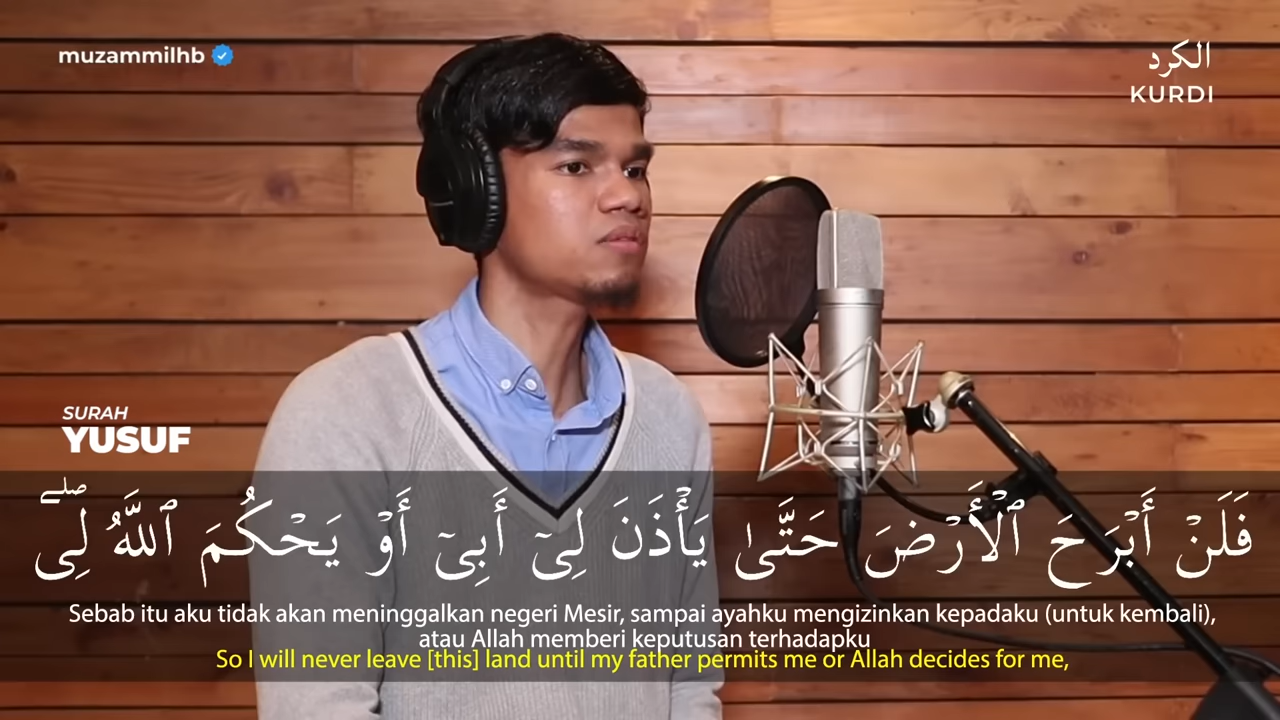 muzammilhb
الكرد
KURDI
SURAH
YUSUF
فَلَنْ أَبْرَحَ ٱلْأَرْضَ حَتَّىٰ يَأْذَنَ لِىٓ أَبِىٓ أَوْ يَحْكُمَ ٱللَّهُ لِى ۖ
Sebab itu aku tidak akan meninggalkan negeri Mesir, sampai ayahku mengizinkan kepadaku (untuk kembali),
atau Allah memberi keputusan terhadapku
So I will never leave [this] land until my father permits me or Allah decides for me,